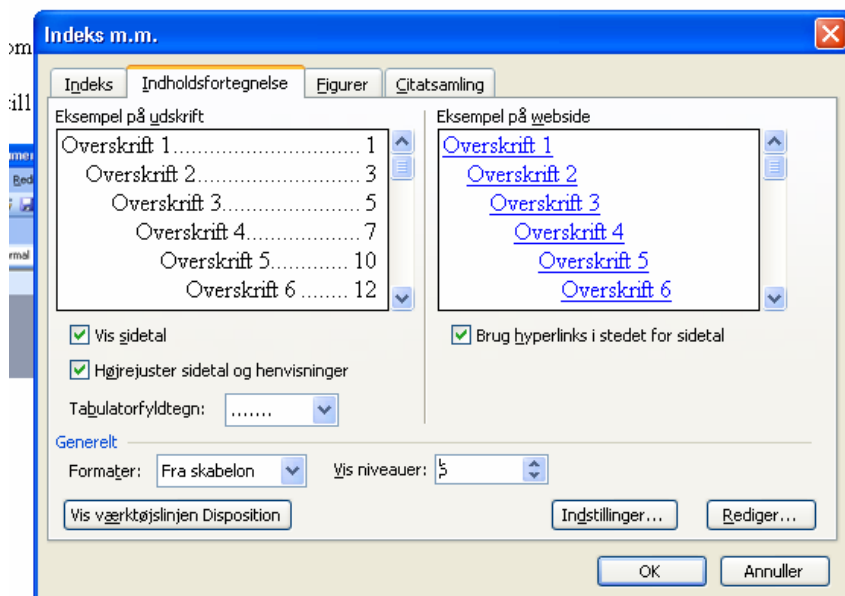 Indeks m.m.
om
Indeks Indholdsfortegnelse Figurer Citatsamling
till
Eksempel på udskrift
Overskrift 1.......................... 1
Overskrift 2....................... 3
Overskrift 3................... 5
Overskrift 4................ 7
Overskrift 5............ 10
Overskrift 6 ........ 12
Eksempel på webside
Overskrift 1
Overskrift 2
Overskrift 3
Overskrift 4
Overskrift 5
Overskrift 6
Vis sidetal
Højrejuster sidetal og henvisninger
Tabulatorfyldtegn: .......
Brug hyperlinks i stedet for sidetal
Generelt
Formater: Fra skabelon Vis niveauer:
Vis værktøjslinjen Disposition Indstillinger... Rediger...
OK Annuller